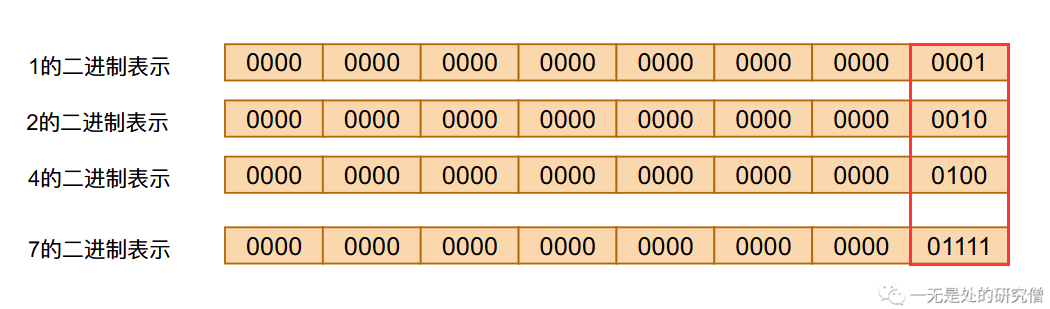 1的二进制表示 0000 0000 0000 0000 0000 0000 0000 0001
2的二进制表示 0000 0000 0000 0000 0000 0000 0000 0010
4的二进制表示 0000 0000 0000 0000 0000 0000 0000 0100
7的二进制表示 0000 0000 0000 0000 0000 0000 0000 01111
一无是处的研究僧